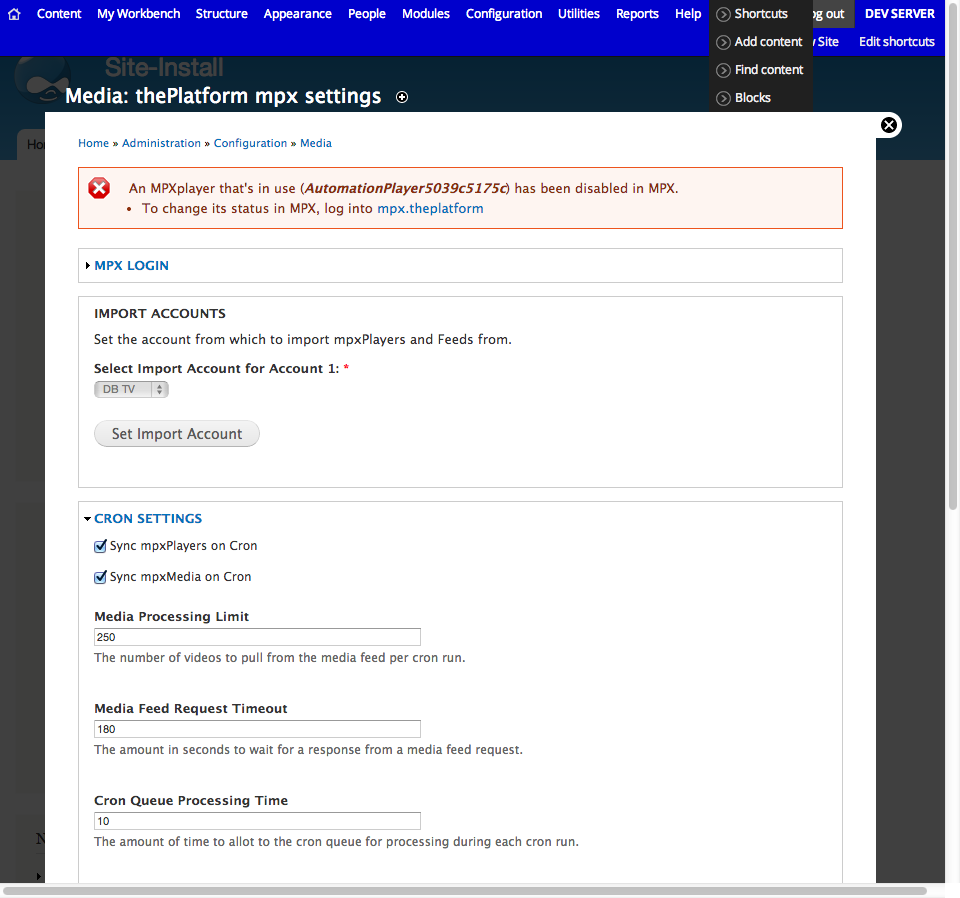 Content My Workbench Structure Appearance People Modules Configuration Utilities Reports Help Shortcuts og out DEV SERVER
Add content Site Edit shortcuts
Find content
Blocks
Site-Install
Media: thePlatform mpx settings
Ho
Home » Administration » Configuration » Media
An MPXplayer that's in use (AutomationPlayer5039c5175c) has been disabled in MPX.
• To change its status in MPX, log into mpx.theplatform
MPX LOGIN
IMPORT ACCOUNTS
Set the account from which to import mpxPlayers and Feeds from.
Select Import Account for Account 1: *
DB TV
Set Import Account
CRON SETTINGS
Sync mpxPlayers on Cron
Sync mpxMedia on Cron
Media Processing Limit
250
The number of videos to pull from the media feed per cron run.
Media Feed Request Timeout
180
The amount in seconds to wait for a response from a media feed request.
Cron Queue Processing Time
10
The amount of time to allot to the cron queue for processing during each cron run.
N